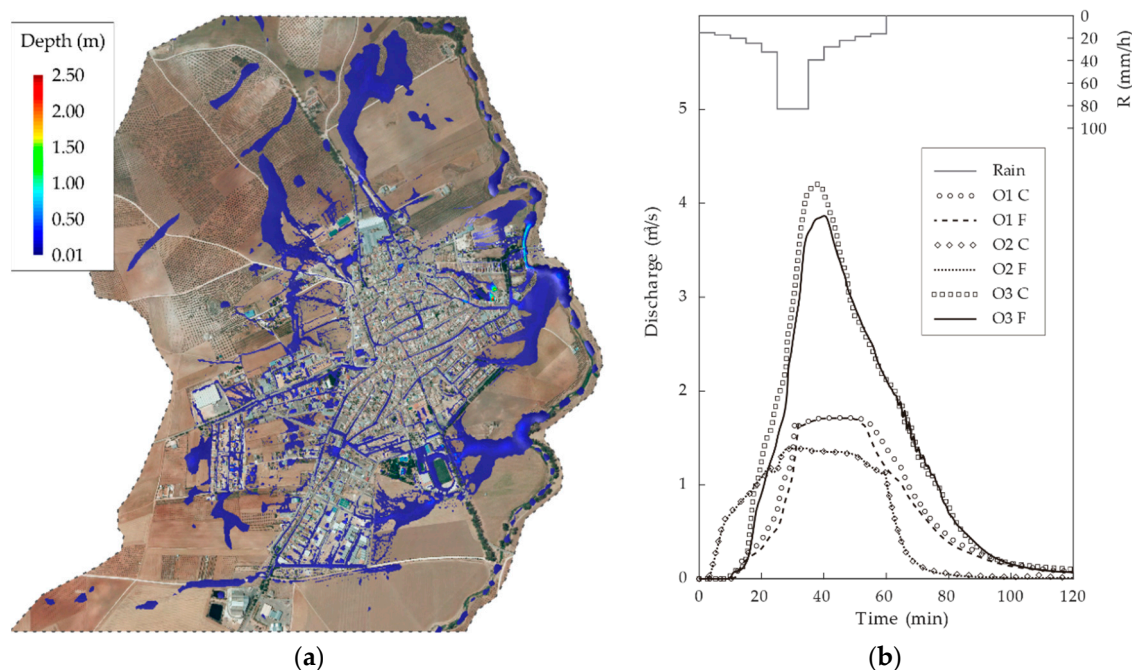 Depth (m)
2.50
2.00
1.50
1.00
0.50
0.01
(a)
0
20
40
60
80
100
R (mm/h)
5
4
3
2
1
0
Discharge (m³/s)
Rain
O1 C
O1 F
O2 C
O2 F
O3 C
O3 F
0 20 40 60 80 100 120
Time (min)
(b)